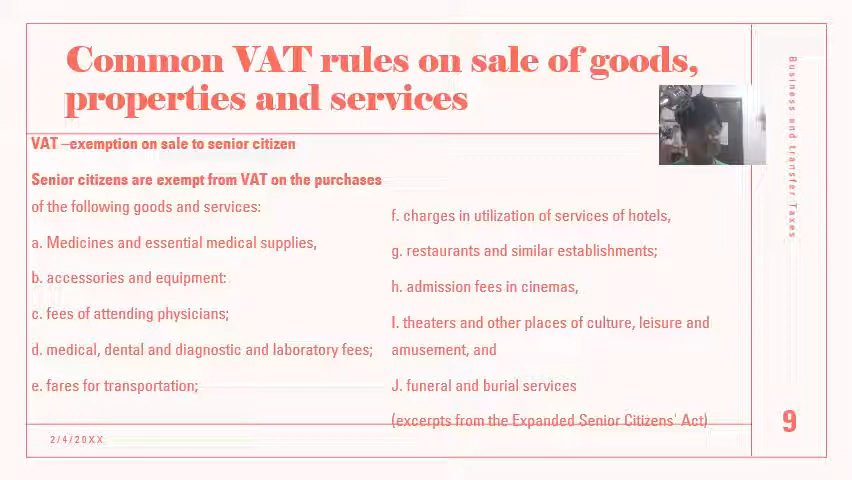 Common VAT rules on sale of goods,
properties and services
VAT –exemption on sale to senior citizen
Senior citizens are exempt from VAT on the purchases
of the following goods and services:
a. Medicines and essential medical supplies,
b. accessories and equipment:
c. fees of attending physicians;
d. medical, dental and diagnostic and laboratory fees;
e. fares for transportation;
f. charges in utilization of services of hotels,
g. restaurants and similar establishments;
h. admission fees in cinemas,
I. theaters and other places of culture, leisure and
amusement, and
J. funeral and burial services
(excerpts from the Expanded Senior Citizens' Act)
Business and transfer Taxes
2/4/20XX
9